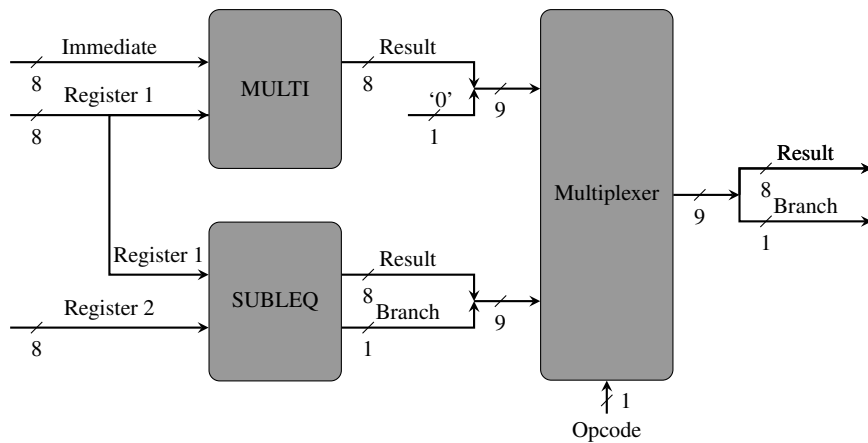 Immediate
8
Register 1
8
MULTI
Result
8
‘0’
1
9
Register 1
Register 2
8
SUBLEQ
Result
8
Branch
1
9
Multiplexer
1
Opcode
9
Result
8
Branch
1